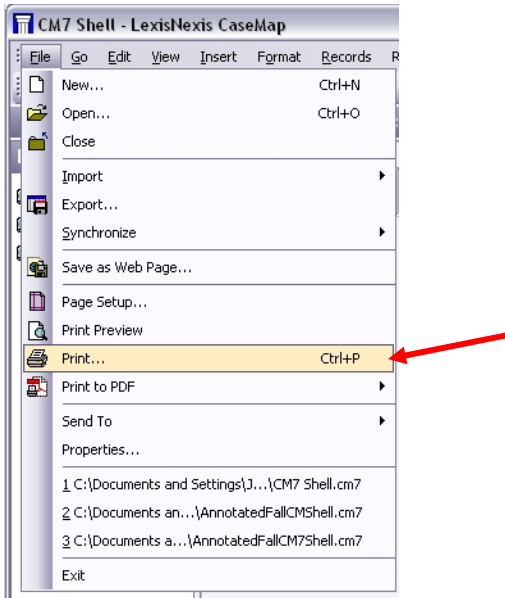 CM7 Shell - LexisNexis CaseMap
File Go Edit View Insert Format Records R
New... Ctrl+N
Open... Ctrl+O
Close
Import
Export...
Synchronize
Save as Web Page...
Page Setup...
Print Preview
Print... Ctrl+P
Print to PDF
Send To
Properties...
1 C:\Documents and Settings\J...\CM7 Shell.cm7
2 C:\Documents an...\AnnotatedFallCMShell.cm7
3 C:\Documents a...\AnnotatedFallCM7Shell.cm7
Exit